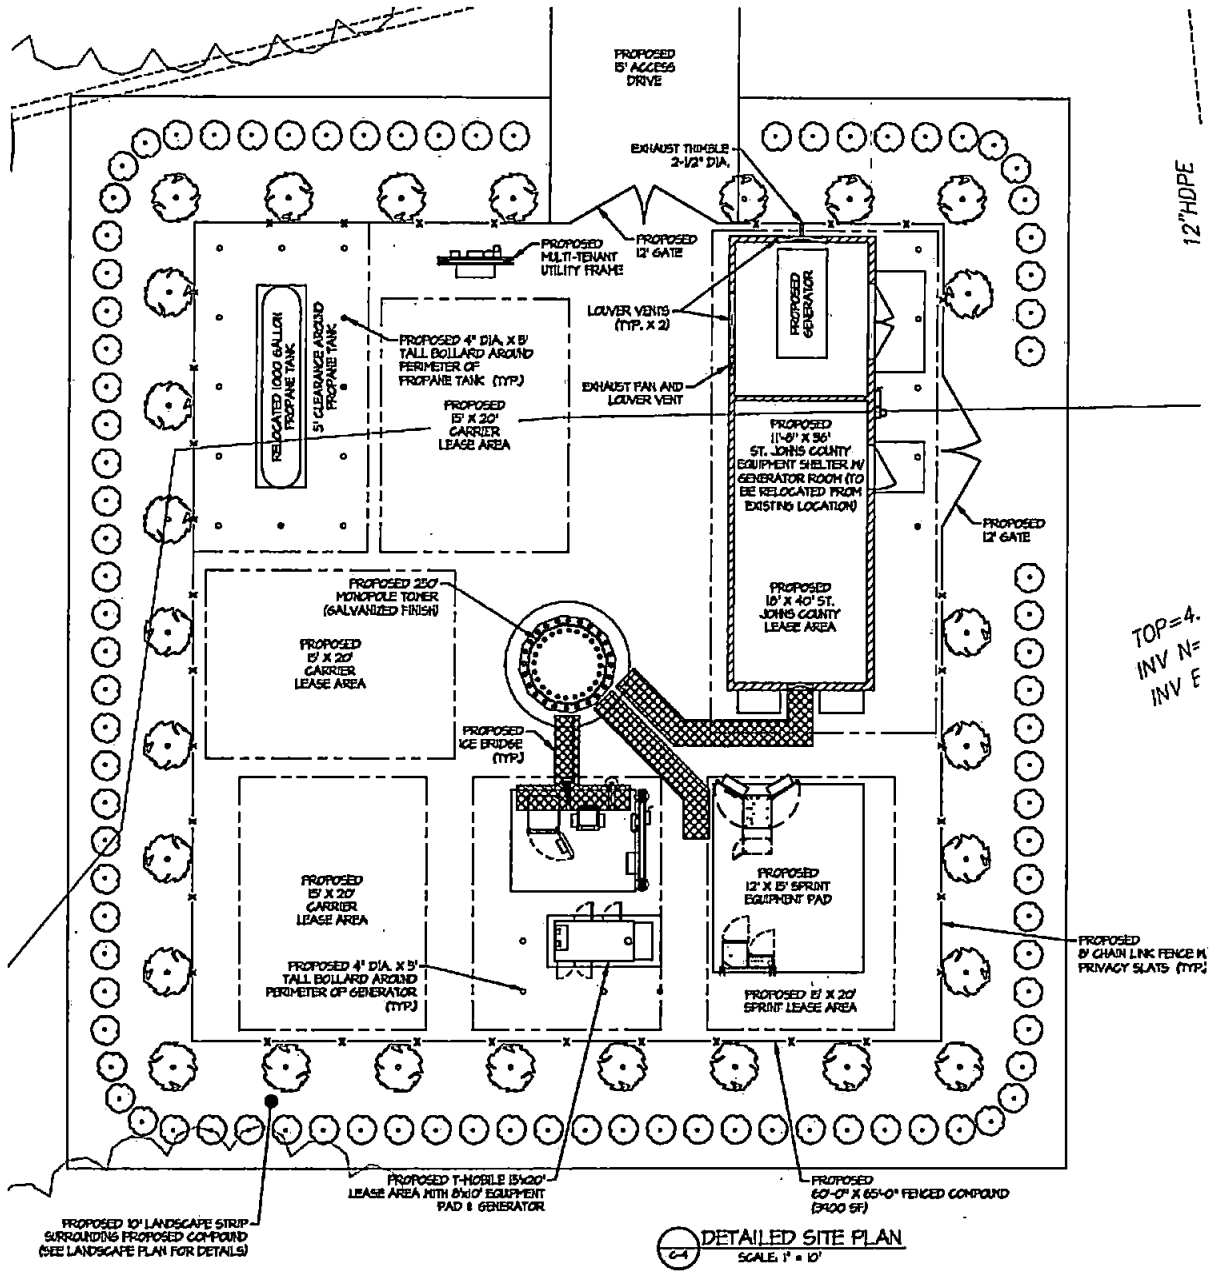 PROPOSED
15' ACCESS
DRIVE
EXHAUST THIMBLE
2-1/2" DIA.
12"HDPE
PROPOSED
MULTI-TENANT
UTILITY FRAME
PROPOSED
12' GATE
PROPOSED
GENERATOR
LOUVER VENTS
(TYP. X 2)
RELOCATED 1000 GALLON
PROPANE TANK
5' CLEARANCE AROUND
PROPANE TANK
PROPOSED 4" DIA. X 5'
TALL BOLLARD AROUND
PERIMETER OF
PROPANE TANK (TYP.)
EXHAUST FAN AND
LOUVER VENT
PROPOSED
15' X 20'
CARRIER
LEASE AREA
PROPOSED
11'-8" X 36'
ST. JOHNS COUNTY
EQUIPMENT SHELTER W/
GENERATOR ROOM (TO
BE RELOCATED FROM
EXISTING LOCATION)
PROPOSED
12' GATE
PROPOSED 250'
MONOPOLE TOWER
(GALVANIZED FINISH)
PROPOSED
18' X 40' ST.
JOHNS COUNTY
LEASE AREA
TOP=4.
INV N=
INV E
PROPOSED
15' X 20'
CARRIER
LEASE AREA
PROPOSED
ICE BRIDGE
(TYP.)
PROPOSED
15' X 20'
CARRIER
LEASE AREA
PROPOSED
12' X 15' SPRINT
EQUIPMENT PAD
PROPOSED
8' CHAIN LINK FENCE W
PRIVACY SLATS (TYP.
PROPOSED 4" DIA. X 5'
TALL BOLLARD AROUND
PERIMETER OF GENERATOR
(TYP.)
PROPOSED 15' X 20'
SPRINT LEASE AREA
PROPOSED T-MOBILE 15'x20'
LEASE AREA WITH 8'x10' EQUIPMENT
PAD & GENERATOR
PROPOSED
60'-0" X 65'-0" FENCED COMPOUND
(3900 SF)
PROPOSED 10' LANDSCAPE STRIP
SURROUNDING PROPOSED COMPOUND
(SEE LANDSCAPE PLAN FOR DETAILS)
C-4
DETAILED SITE PLAN
SCALE: 1" = 10'